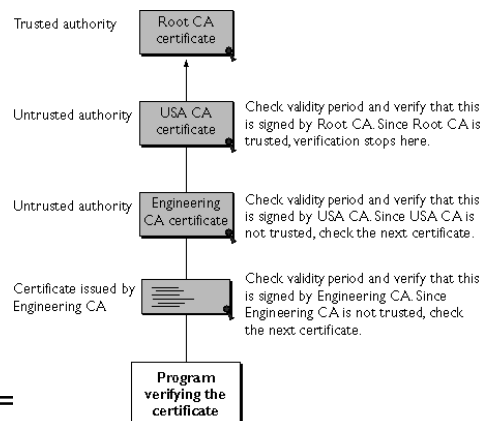 Trusted authority
Root CA
certificate
Untrusted authority
USA CA
certificate
Check validity period and verify that this
is signed by Root CA. Since Root CA is
trusted, verification stops here.
Untrusted authority
Engineering
CA certificate
Check validity period and verify that this
is signed by USA CA. Since USA CA is
not trusted, check the next certificate.
Certificate issued by
Engineering CA
Check validity period and verify that this
is signed by Engineering CA. Since
Engineering CA is not trusted, check
the next certificate.
=
Program
verifying the
certificate